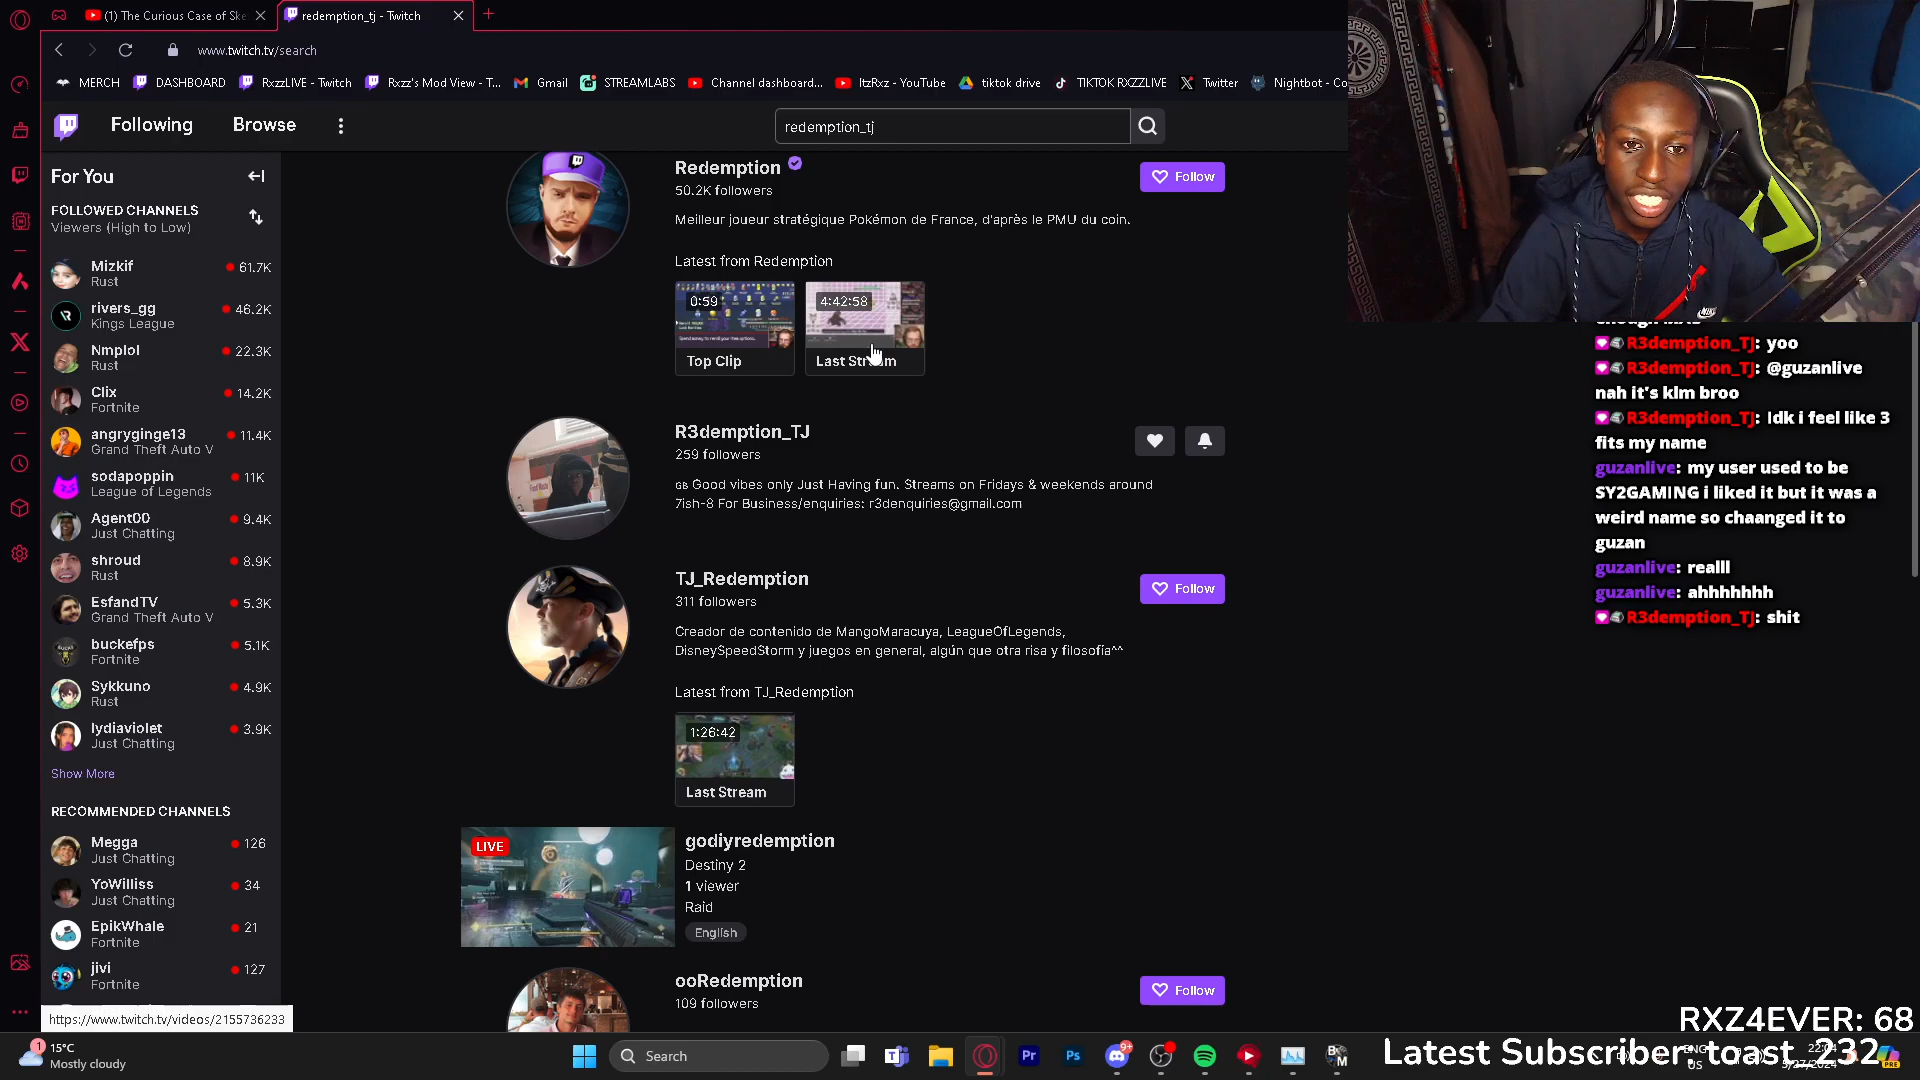 (1) The Curious Case of Ske
redemption_tj - Twitch
www.twitch.tv/search
MERCH
DASHBOARD
RxzzLIVE - Twitch
Rxzz's Mod View - T...
Gmail
STREAMLABS
Channel dashboard...
ItzRxz - YouTube
tiktok drive
TIKTOK RXZZLIVE
Twitter
Nightbot - Co
Following
Browse
redemption_tj
For You
FOLLOWED CHANNELS
Viewers (High to Low)
Mizkif
61.7K
Rust
rivers_gg
46.2K
Kings League
Nmplol
22.3K
Rust
Clix
14.2K
Fortnite
angryginge13
11.4K
Grand Theft Auto V
sodapoppin
11K
League of Legends
Agent00
9.4K
Just Chatting
shroud
8.9K
Rust
EsfandTV
5.3K
Grand Theft Auto V
buckefps
5.1K
Fortnite
Sykkuno
4.9K
Rust
lydiaviolet
3.9K
Just Chatting
Show More
RECOMMENDED CHANNELS
Megga
126
Just Chatting
YoWilliss
34
Just Chatting
EpikWhale
21
Fortnite
jivi
127
Fortnite
https://www.twitch.tv/videos/2155736233
Redemption
50.2K followers
Follow
Meilleur joueur stratégique Pokémon de France, d'après le PMU du coin.
Latest from Redemption
0:59
Top Clip
4:42:58
Last Stream
R3demption_TJ
259 followers
GB Good vibes only Just Having fun. Streams on Fridays & weekends around
7ish-8 For Business/enquiries: r3denquiries@gmail.com
TJ_Redemption
311 followers
Follow
Creador de contenido de MangoMaracuya, LeagueOfLegends,
DisneySpeedStorm y juegos en general, algún que otra risa y filosofía^^
Latest from TJ_Redemption
1:26:42
Last Stream
LIVE
godiyredemption
Destiny 2
1 viewer
Raid
English
ooRedemption
109 followers
Follow
R3demption_TJ: yoo
R3demption_TJ: @guzanlive
nah it's klm broo
R3demption_TJ: Idk i feel like 3
fits my name
guzanlive: my user used to be
SY2GAMING i liked it but it was a
weird name so chaanged it to
guzan
guzanlive: realll
guzanlive: ahhhhhhh
R3demption_TJ: shit
RXZ4EVER: 68
Latest Subscriber: toast_232
1
15°C
Mostly cloudy
Search
Pr
Ps
9+
ENG
US
22:04
5/27/2024